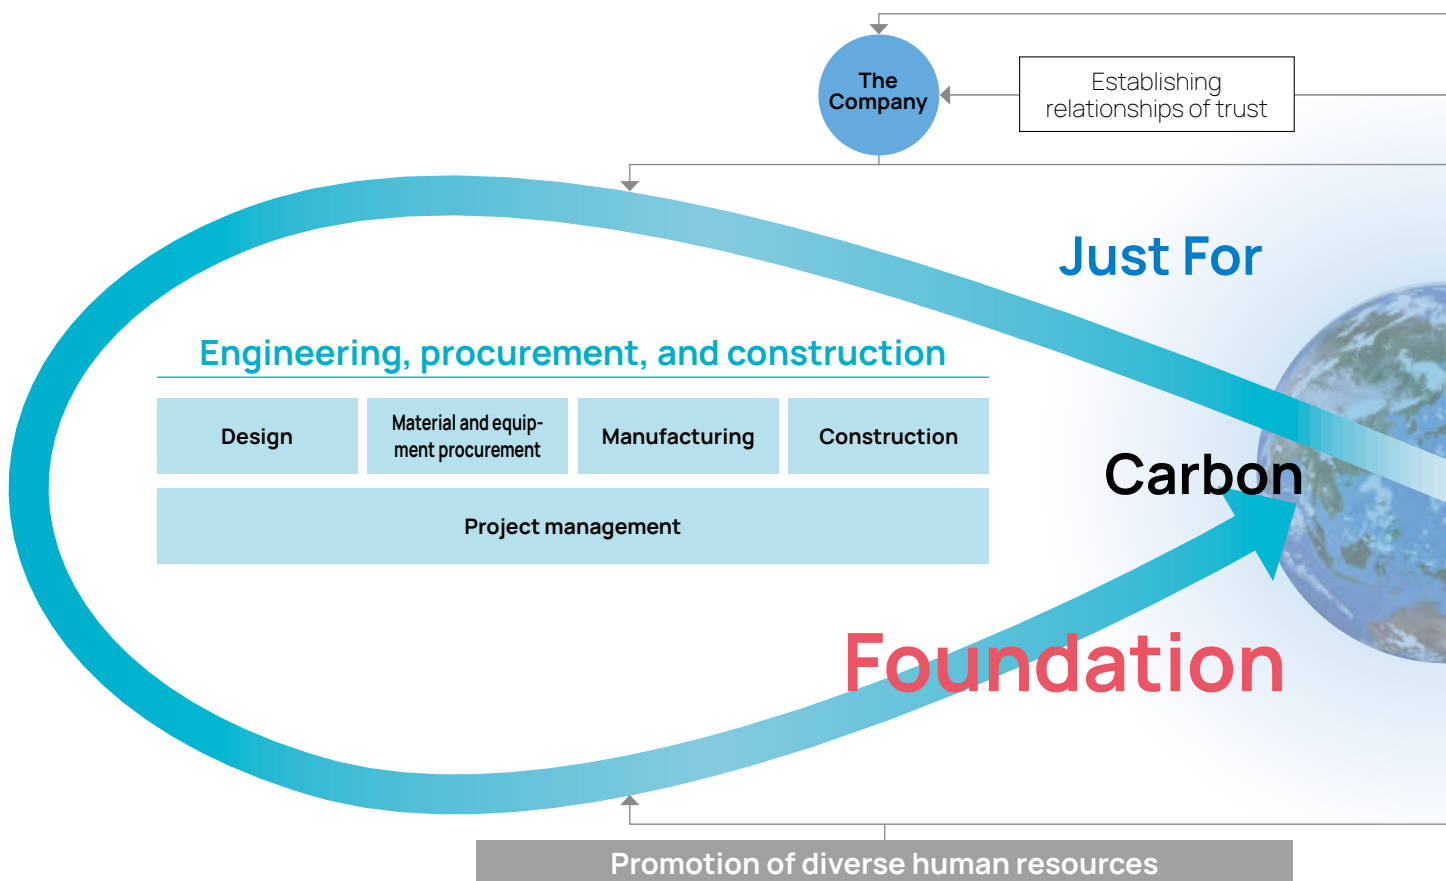 The
Company
Establishing
relationships of trust
Just For
Engineering, procurement, and construction
Design
Material and equip-
ment procurement
Manufacturing
Construction
Carbon
Project management
Foundation
Promotion of diverse human resources